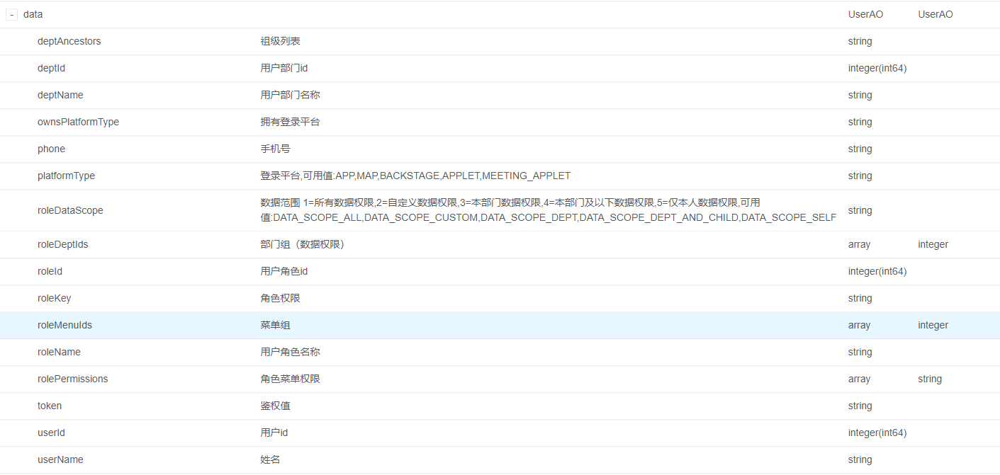 - data UserAO UserAO
deptAncestors 祖级列表 string
deptId 用户部门id integer(int64)
deptName 用户部门名称 string
ownsPlatformType 拥有登录平台 string
phone 手机号 string
platformType 登录平台,可用值:APP,MAP,BACKSTAGE,APPLET,MEETING_APPLET string
roleDataScope 数据范围 1=所有数据权限,2=自定义数据权限,3=本部门数据权限,4=本部门及以下数据权限,5=仅本人数据权限,可用
值:DATA_SCOPE_ALL,DATA_SCOPE_CUSTOM,DATA_SCOPE_DEPT,DATA_SCOPE_DEPT_AND_CHILD,DATA_SCOPE_SELF string
roleDeptIds 部门组（数据权限） array integer
roleId 用户角色id integer(int64)
roleKey 角色权限 string
roleMenuIds 菜单组 array integer
roleName 用户角色名称 string
rolePermissions 角色菜单权限 array string
token 鉴权值 string
userId 用户id integer(int64)
userName 姓名 string